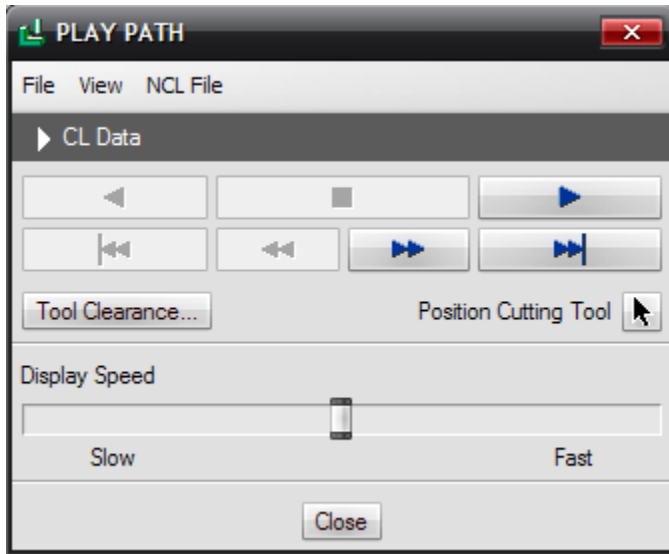 PLAY PATH
File View NCL File
CL Data
Tool Clearance... Position Cutting Tool
Display Speed
Slow Fast
Close